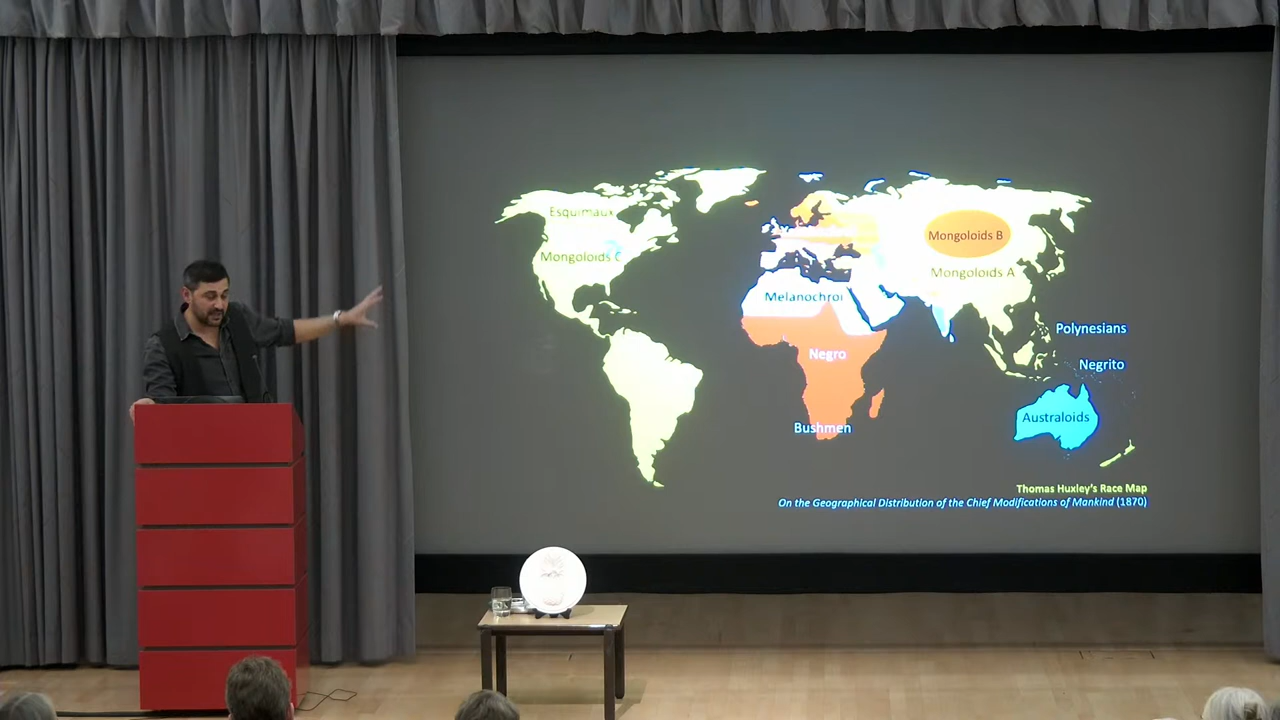 Esquimaux
Mongoloids B
Mongoloids C
Mongoloids A
Melanochroi
Polynesians
Negro
Negrito
Australoids
Bushmen
Thomas Huxley's Race Map
On the Geographical Distribution of the Chief Modifications of Mankind (1870)